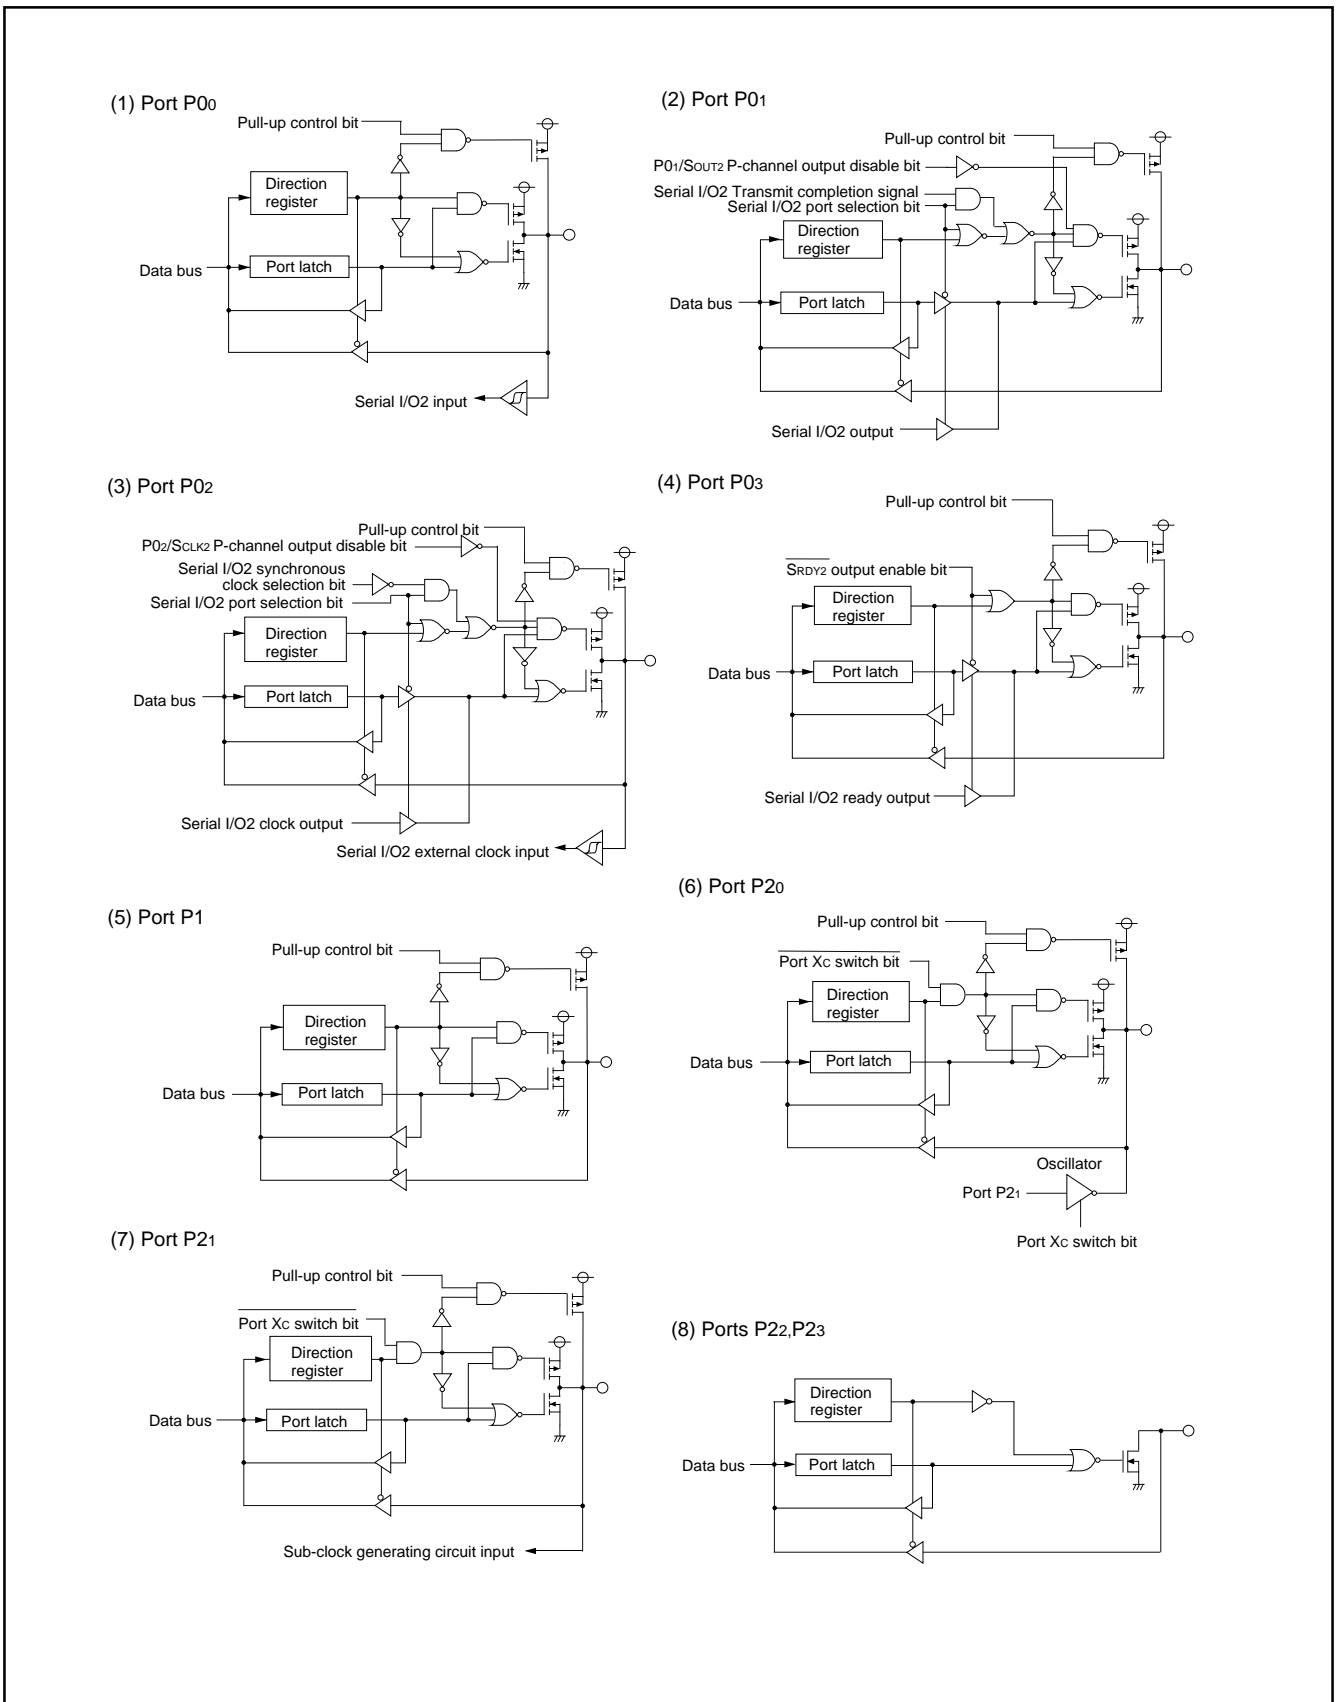 (1) Port P00
Pull-up control bit
Direction
register
Data bus
Port latch
Serial I/O2 input
(2) Port P01
Pull-up control bit
P01/SOUT2 P-channel output disable bit
Serial I/O2 Transmit completion signal
Serial I/O2 port selection bit
Direction
register
Data bus
Port latch
Serial I/O2 output
(3) Port P02
Pull-up control bit
P02/SCLK2 P-channel output disable bit
Serial I/O2 synchronous
clock selection bit
Serial I/O2 port selection bit
Direction
register
Data bus
Port latch
Serial I/O2 clock output
Serial I/O2 external clock input
(4) Port P03
Pull-up control bit
SRDY2 output enable bit
Direction
register
Data bus
Port latch
Serial I/O2 ready output
(5) Port P1
Pull-up control bit
Direction
register
Data bus
Port latch
(6) Port P20
Pull-up control bit
Port XC switch bit
Direction
register
Data bus
Port latch
Oscillator
Port P21
Port XC switch bit
(7) Port P21
Pull-up control bit
Port XC switch bit
Direction
register
Data bus
Port latch
Sub-clock generating circuit input
(8) Ports P22,P23
Direction
register
Data bus
Port latch